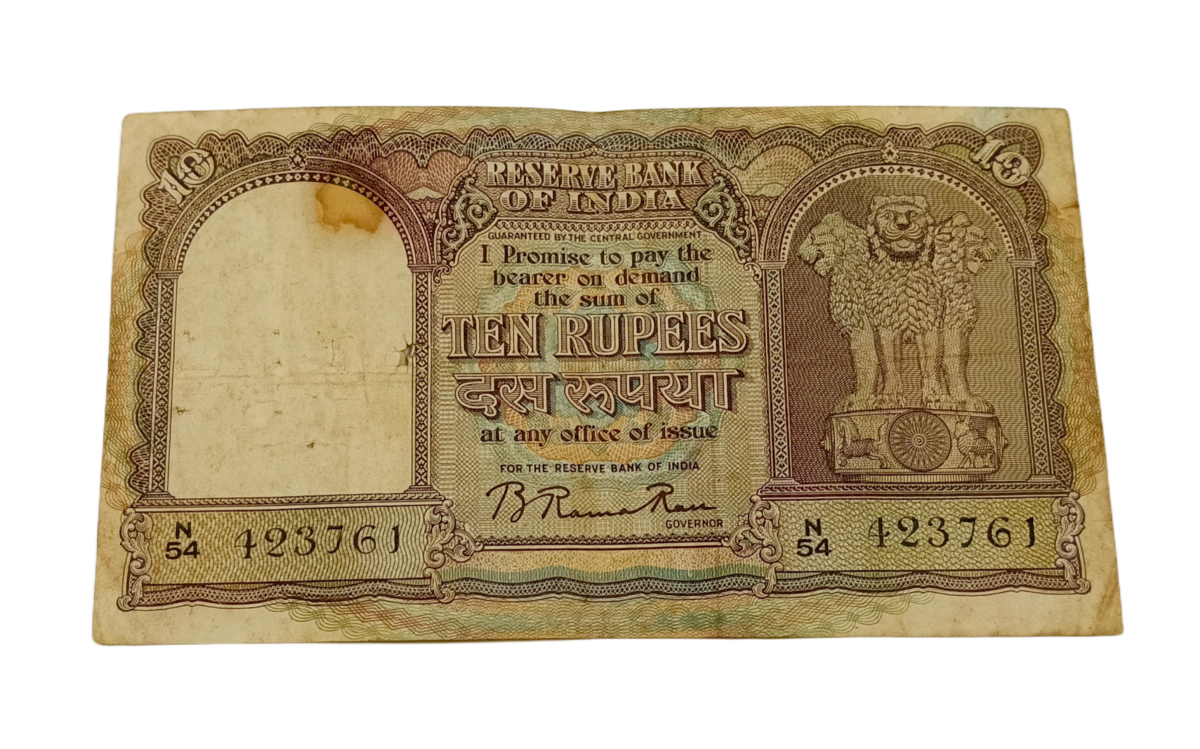 10
10
RESERVE BANK
OF INDIA
GUARANTEED BY THE CENTRAL GOVERNMENT
I Promise to pay the
bearer on demand
the sum of
TEN RUPEES
दस रुपया
at any office of issue
FOR THE RESERVE BANK OF INDIA
B Rama Rau
GOVERNOR
N
54 423761
N
54 423761